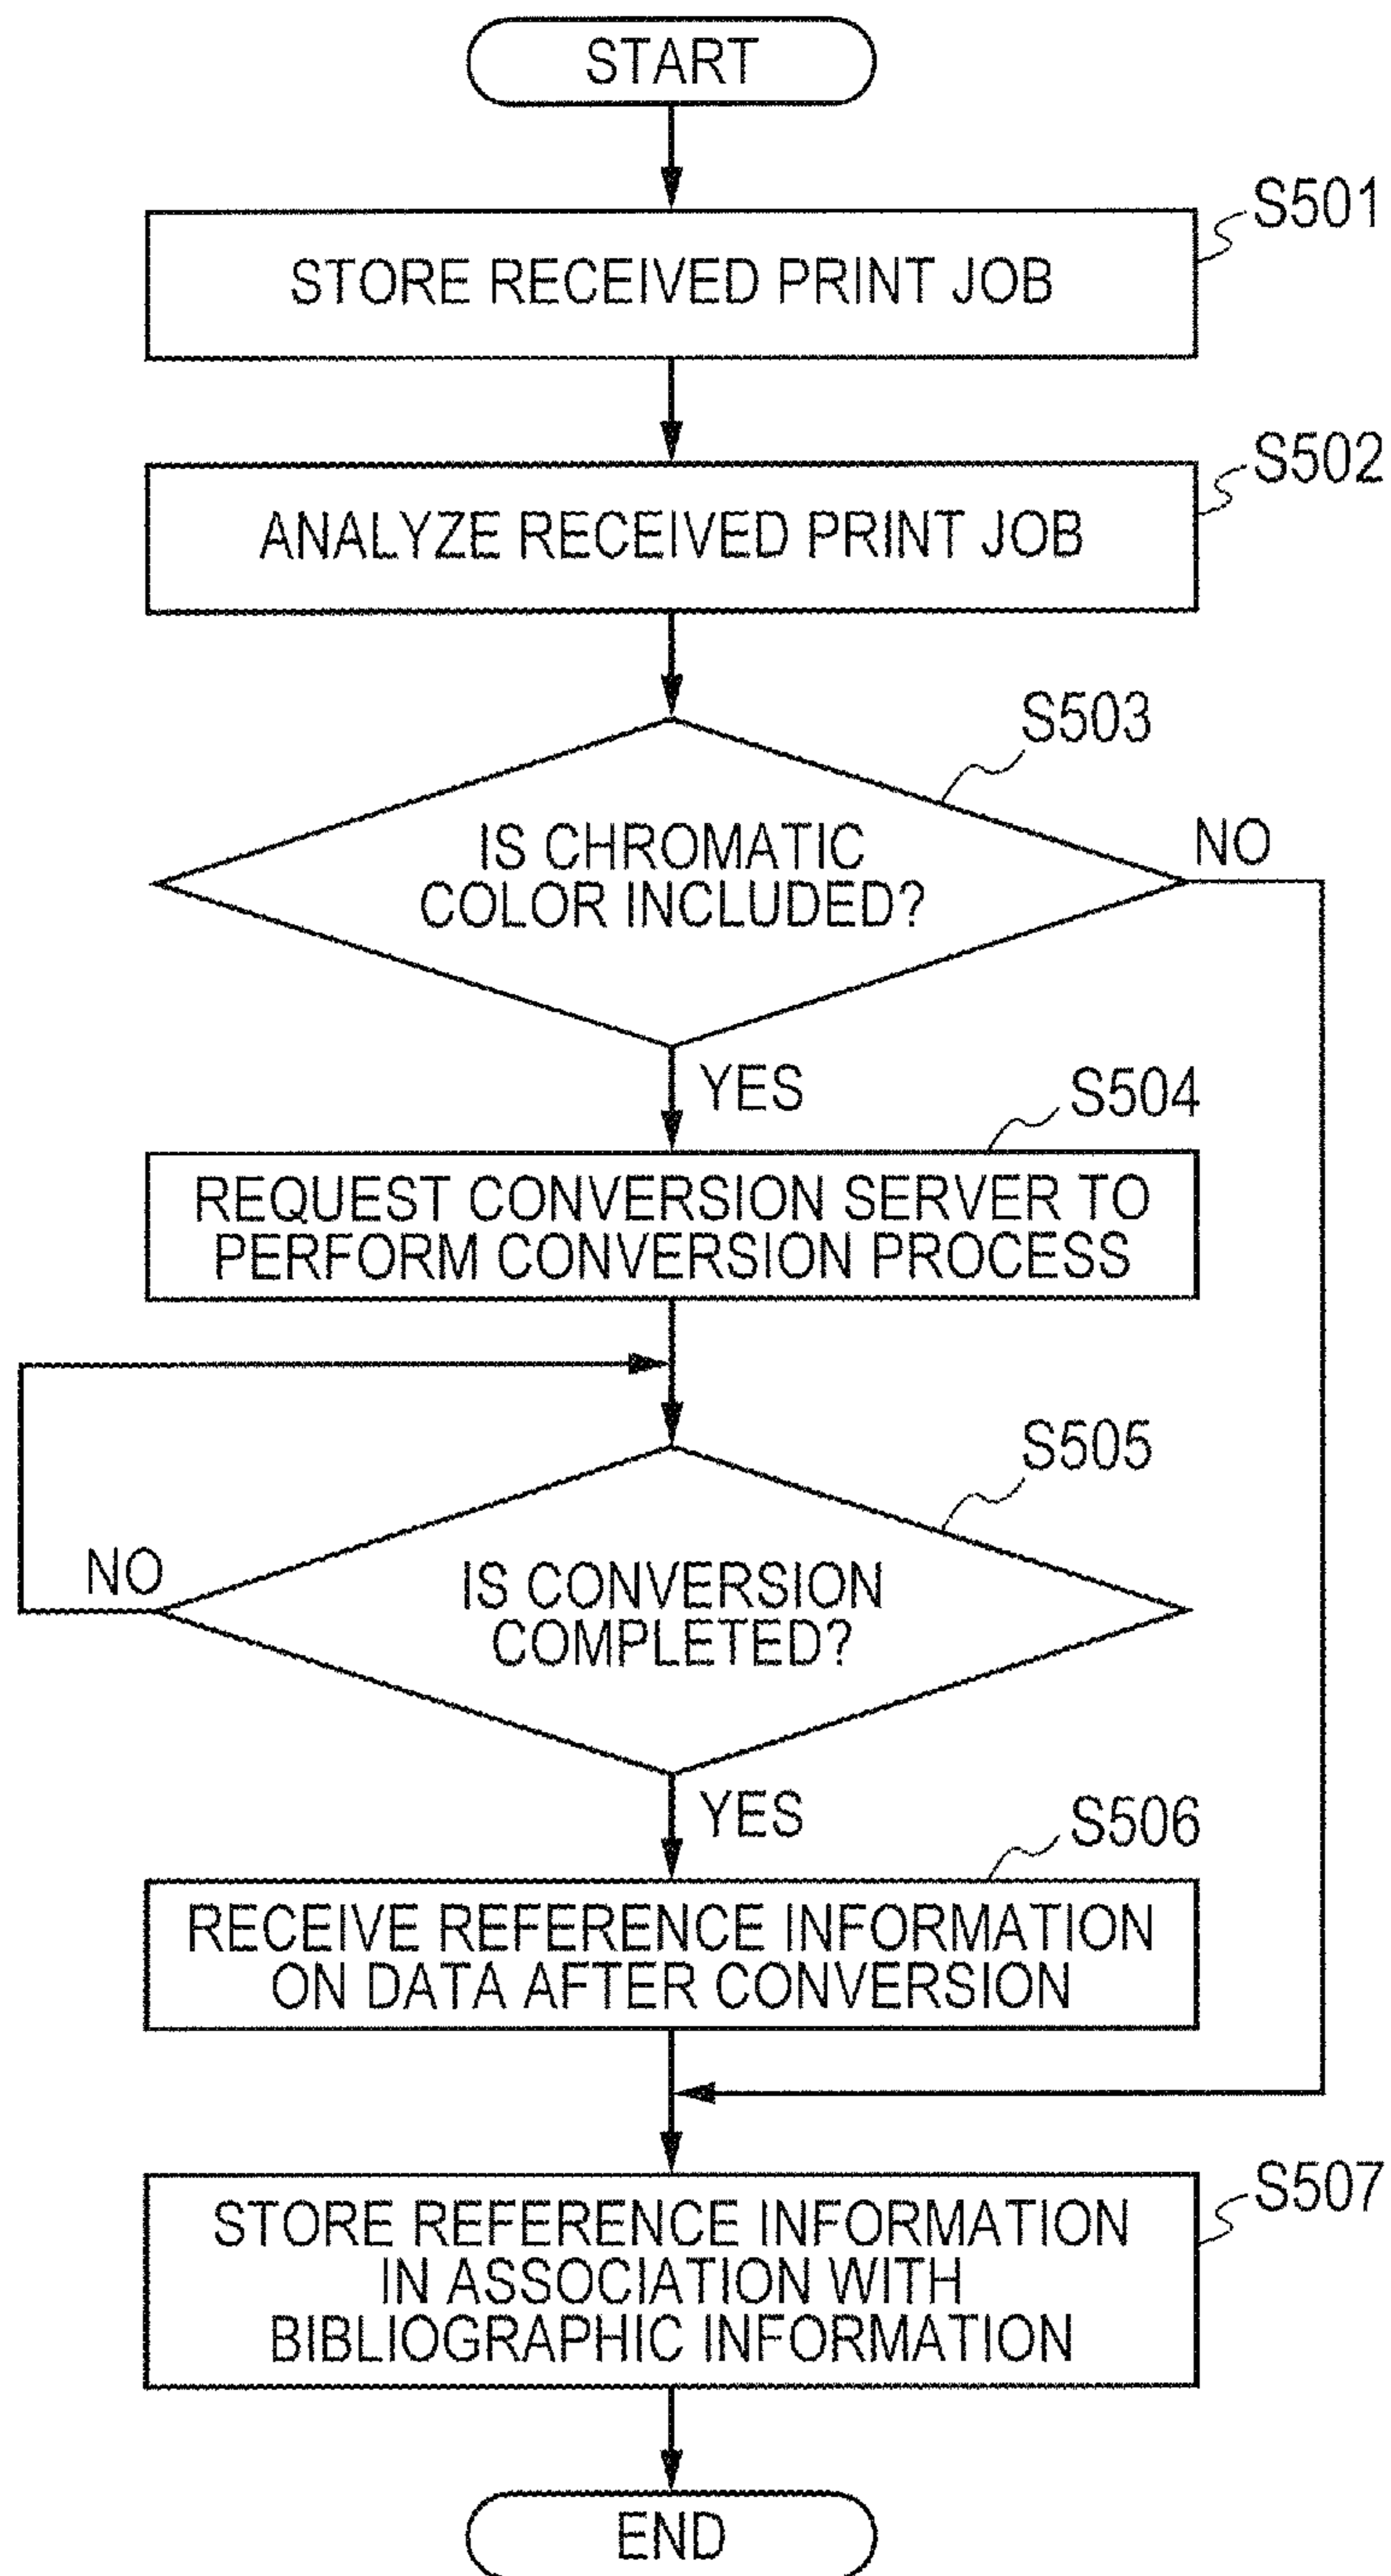 START
S501
STORE RECEIVED PRINT JOB
S502
ANALYZE RECEIVED PRINT JOB
S503
IS CHROMATIC
COLOR INCLUDED?
NO
YES
S504
REQUEST CONVERSION SERVER TO
PERFORM CONVERSION PROCESS
S505
IS CONVERSION
COMPLETED?
NO
YES
S506
RECEIVE REFERENCE INFORMATION
ON DATA AFTER CONVERSION
S507
STORE REFERENCE INFORMATION
IN ASSOCIATION WITH
BIBLIOGRAPHIC INFORMATION
END